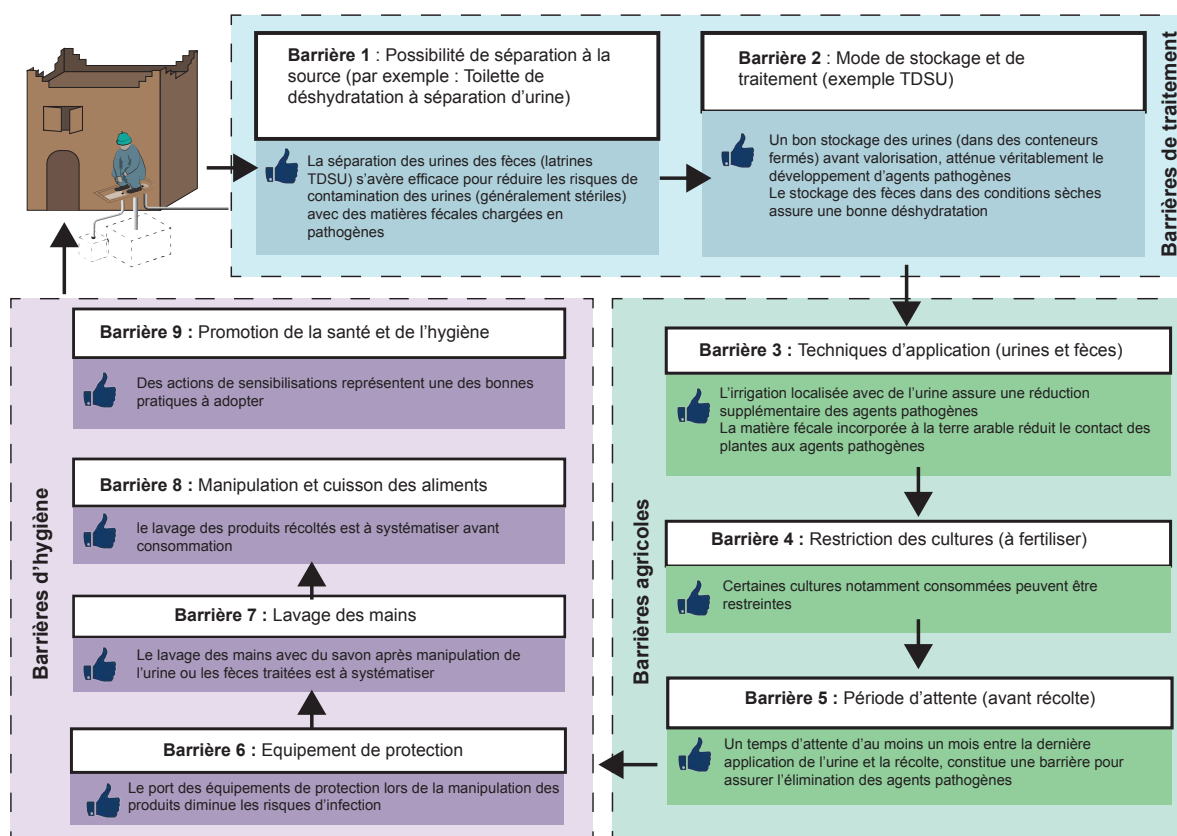 Barrière 1 : Possibilité de séparation à la
source (par exemple : Toilette de
déshydratation à séparation d'urine)
La séparation des urines des fèces (latrines
TDSU) s'avère efficace pour réduire les risques de
contamination des urines (généralement stériles)
avec des matières fécales chargées en
pathogènes
Barrière 2 : Mode de stockage et de
traitement (exemple TDSU)
Un bon stockage des urines (dans des conteneurs
fermés) avant valorisation, atténue véritablement le
développement d'agents pathogènes
Le stockage des fèces dans des conditions sèches
assure une bonne déshydratation
Barrières de traitement
Barrière 3 : Techniques d'application (urines et fèces)
L'irrigation localisée avec de l'urine assure une réduction
supplémentaire des agents pathogènes
La matière fécale incorporée à la terre arable réduit le contact des
plantes aux agents pathogènes
Barrière 4 : Restriction des cultures (à fertiliser)
Certaines cultures notamment consommées peuvent être
restreintes
Barrière 5 : Période d'attente (avant récolte)
Un temps d'attente d'au moins un mois entre la dernière
application de l'urine et la récolte, constitue une barrière pour
assurer l'élimination des agents pathogènes
Barrières agricoles
Barrière 9 : Promotion de la santé et de l'hygiène
Des actions de sensibilisations représentent une des bonnes
pratiques à adopter
Barrière 8 : Manipulation et cuisson des aliments
le lavage des produits récoltés est à systématiser avant
consommation
Barrière 7 : Lavage des mains
Le lavage des mains avec du savon après manipulation de
l'urine ou les fèces traitées est à systématiser
Barrière 6 : Equipement de protection
Le port des équipements de protection lors de la manipulation des
produits diminue les risques d'infection
Barrières d'hygiène